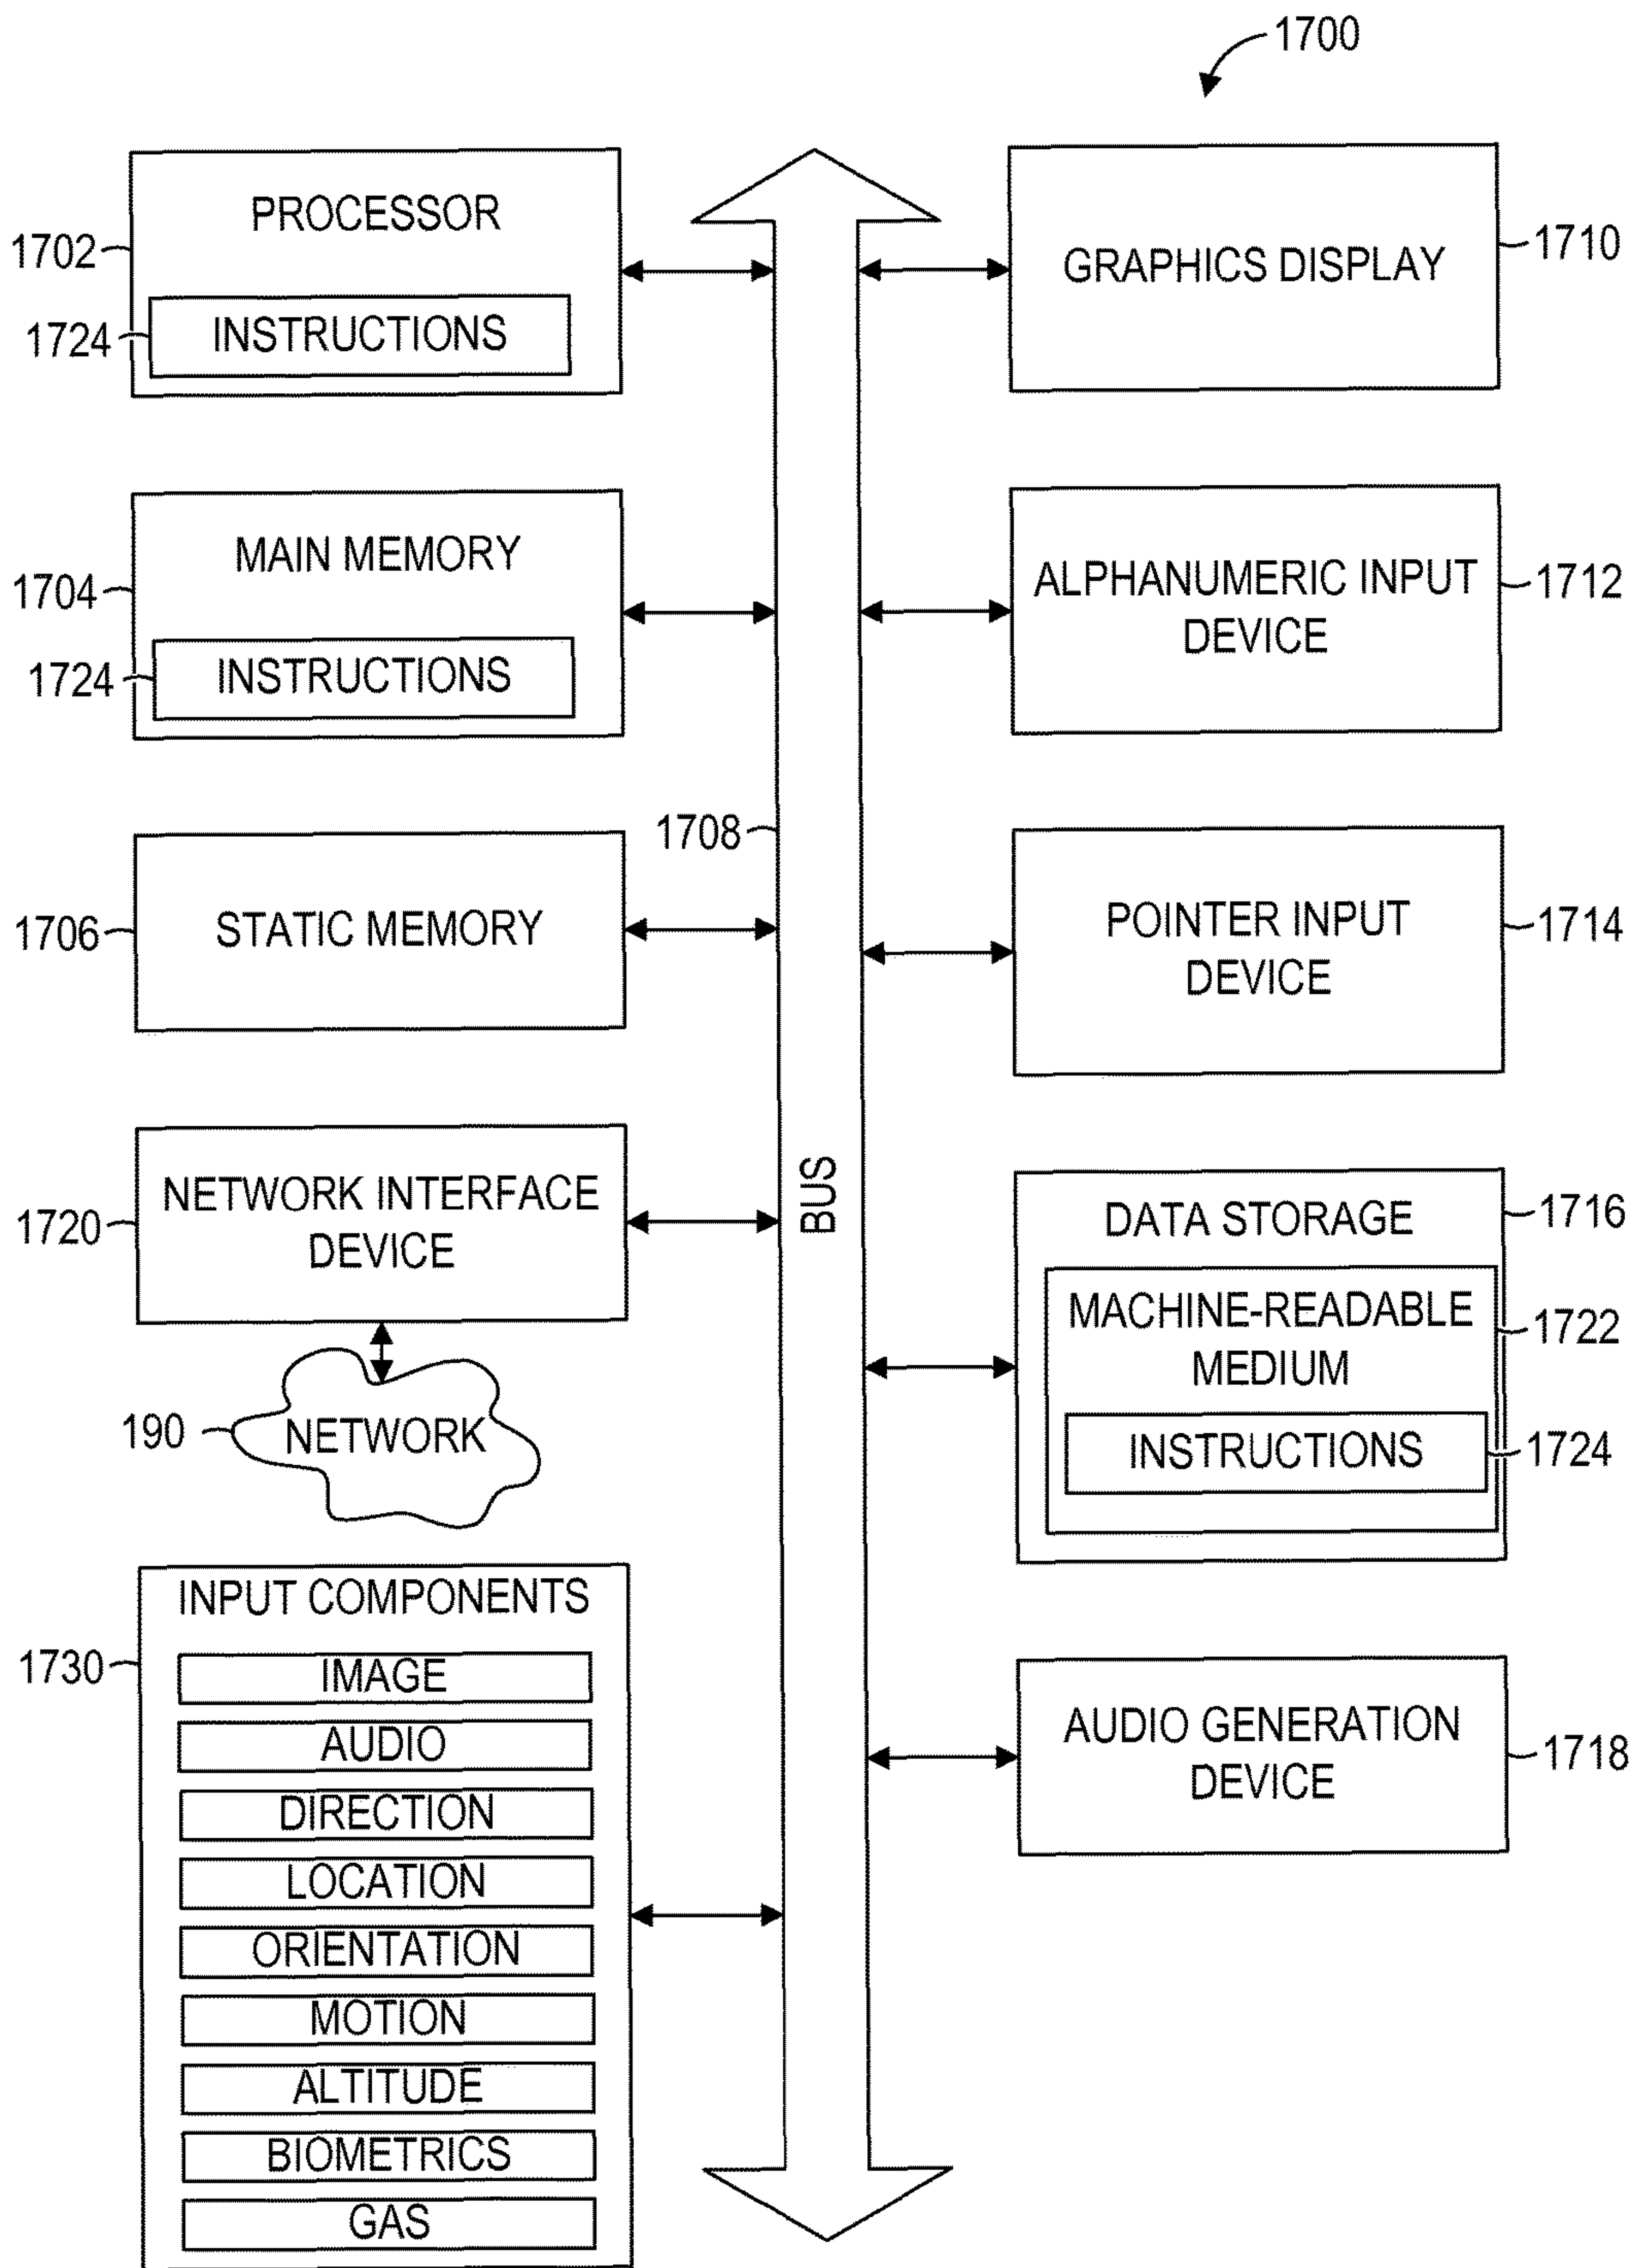 1700
PROCESSOR
1702
1724
INSTRUCTIONS
MAIN MEMORY
1704
1724
INSTRUCTIONS
1708
STATIC MEMORY
1706
NETWORK INTERFACE
DEVICE
1720
190
NETWORK
INPUT COMPONENTS
1730
IMAGE
AUDIO
DIRECTION
LOCATION
ORIENTATION
MOTION
ALTITUDE
BIOMETRICS
GAS
BUS
GRAPHICS DISPLAY
1710
ALPHANUMERIC INPUT
DEVICE
1712
POINTER INPUT
DEVICE
1714
DATA STORAGE
1716
MACHINE-READABLE
MEDIUM
1722
INSTRUCTIONS
1724
AUDIO GENERATION
DEVICE
1718